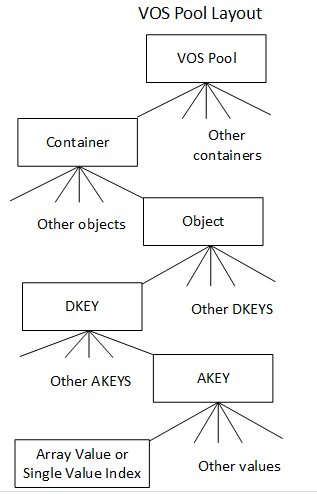 VOS Pool Layout
VOS Pool
Other
containers
Container
Other objects
Object
DKEY
Other DKEYS
Other AKEYS
AKEY
Array Value or
Single Value Index
Other values